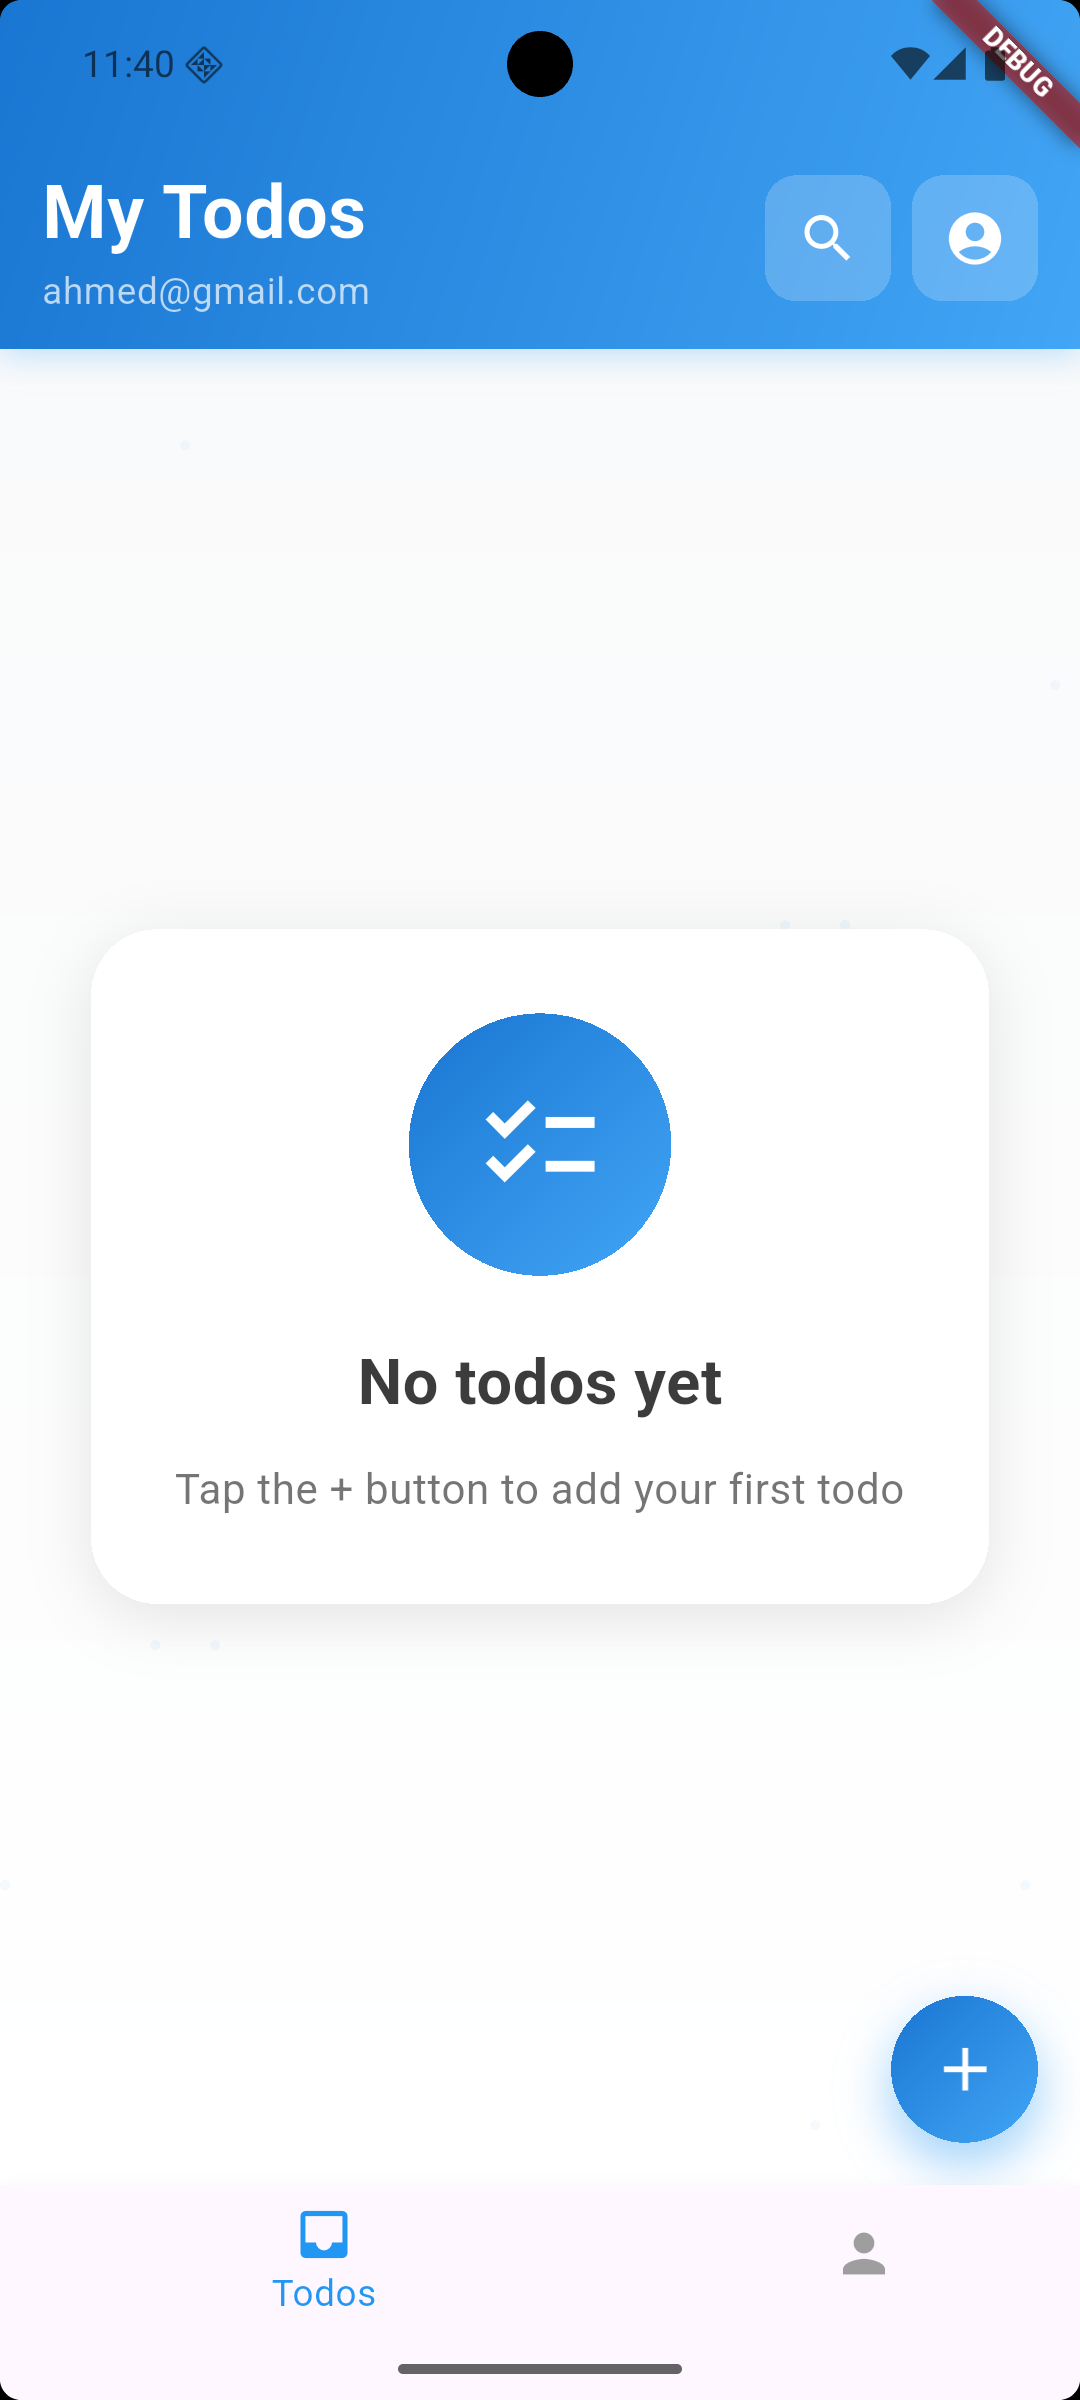 11:40
DEBUG
My Todos
ahmed@gmail.com
No todos yet
Tap the + button to add your first todo
Todos